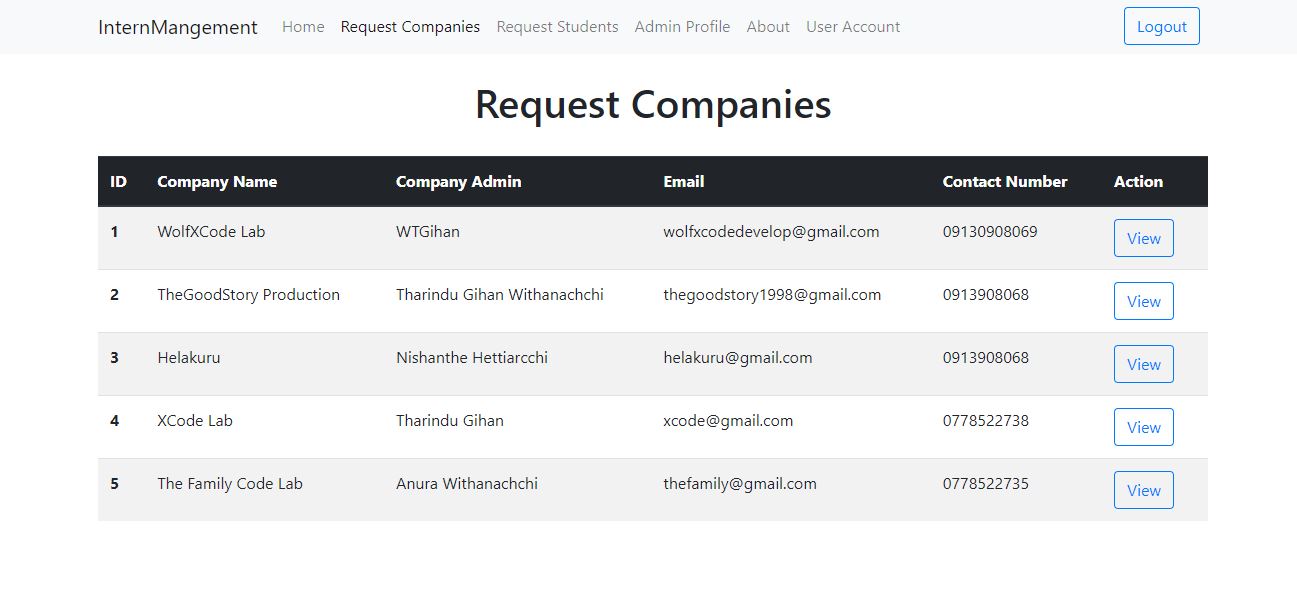 InternMangement Home Request Companies Request Students Admin Profile About User Account Logout
Request Companies
ID Company Name Company Admin Email Contact Number Action
1 WolfXCode Lab WTGihan wolfxcodedevelop@gmail.com 09130908069 View
2 TheGoodStory Production Tharindu Gihan Withanachchi thegoodstory1998@gmail.com 0913908068 View
3 Helakuru Nishanthe Hettiarcchi helakuru@gmail.com 0913908068 View
4 XCode Lab Tharindu Gihan xcode@gmail.com 0778522738 View
5 The Family Code Lab Anura Withanachchi thefamily@gmail.com 0778522735 View